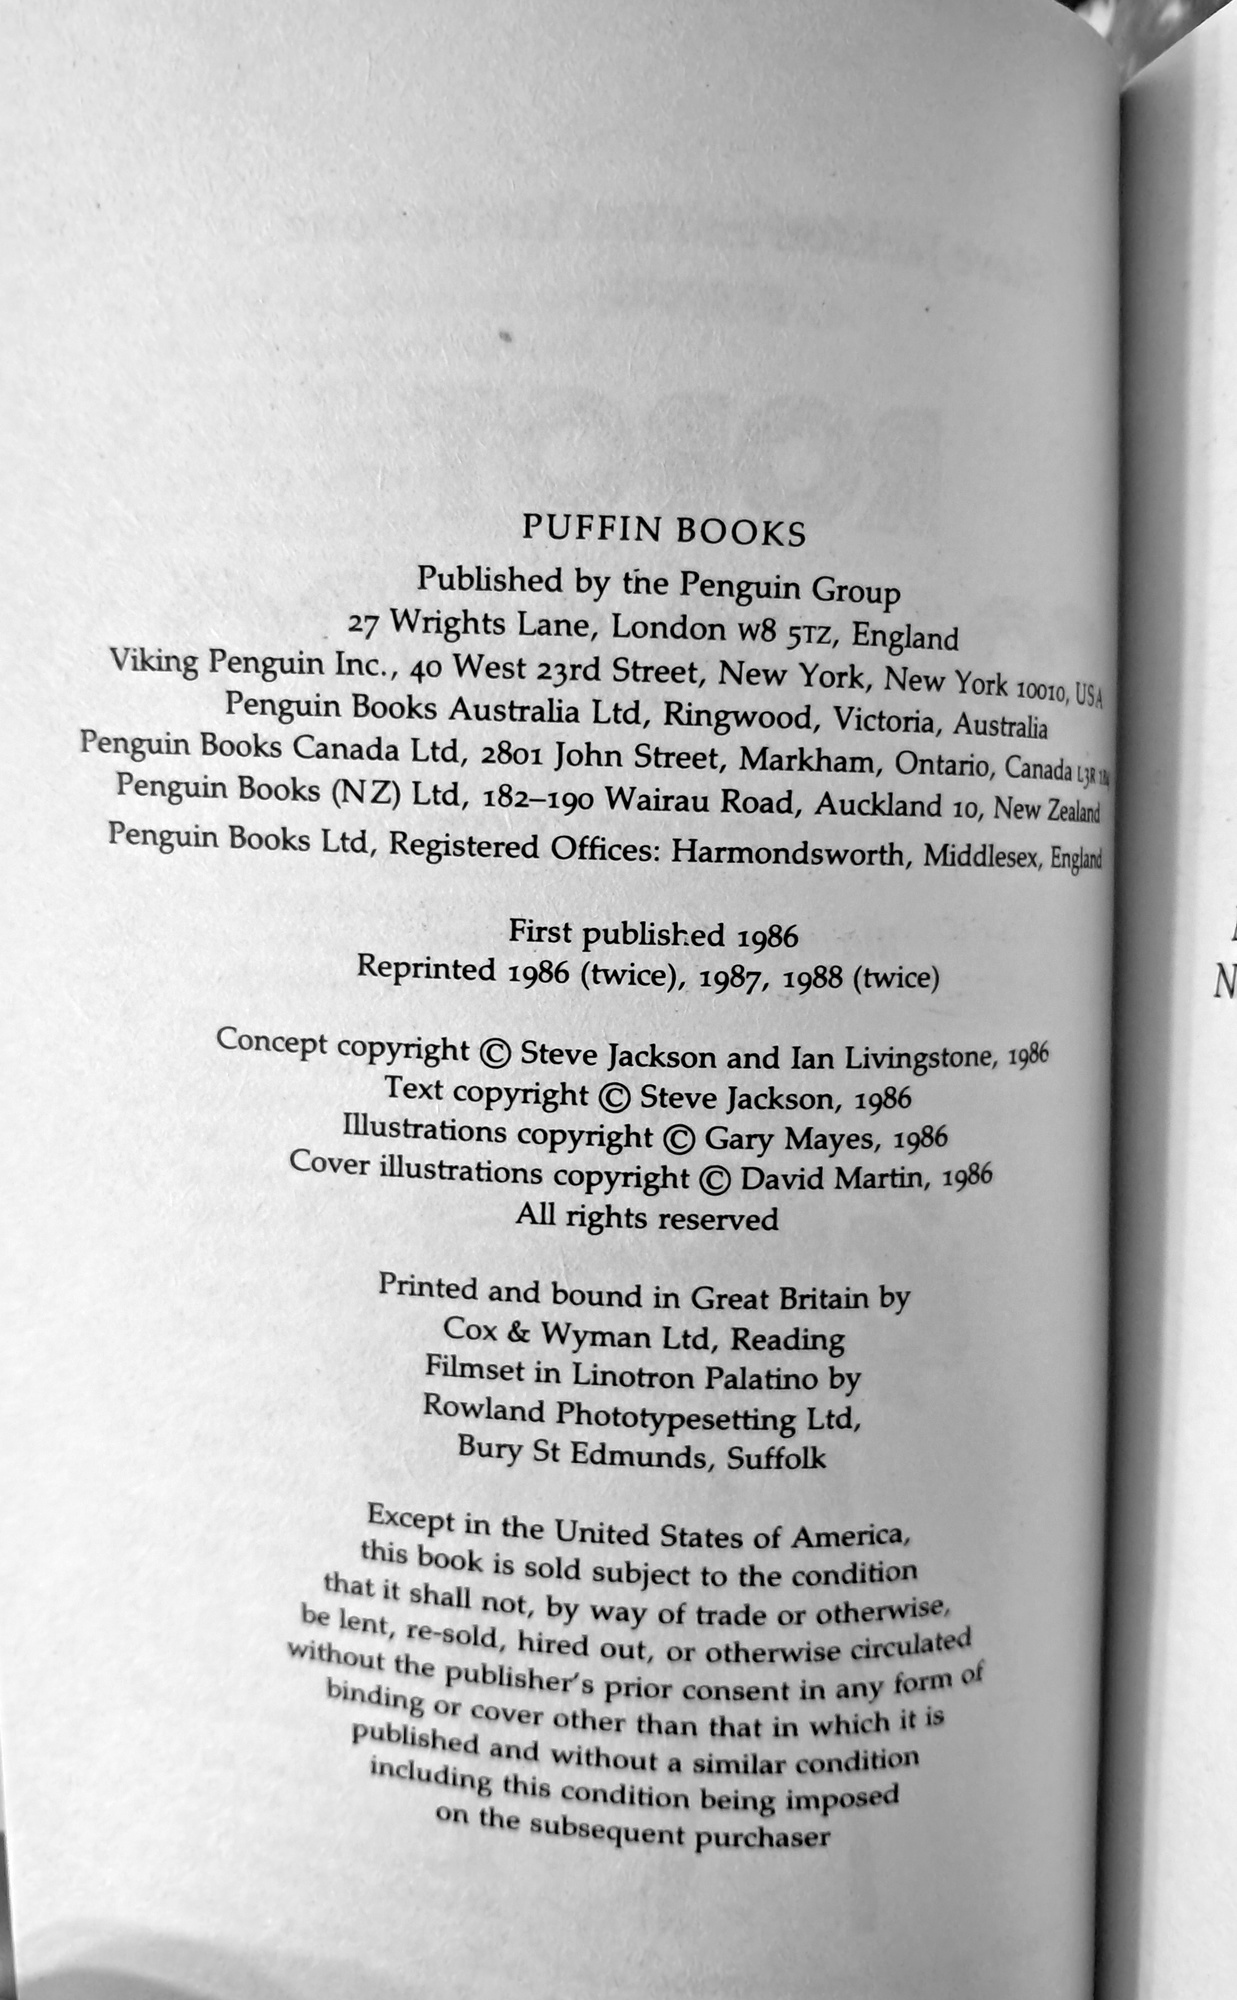 PUFFIN BOOKS
Published by the Penguin Group
27 Wrights Lane, London W8 5TZ, England
Viking Penguin Inc., 40 West 23rd Street, New York, New York 10010, USA
Penguin Books Australia Ltd, Ringwood, Victoria, Australia
Penguin Books Canada Ltd, 2801 John Street, Markham, Ontario, Canada L3R
Penguin Books (NZ) Ltd, 182–190 Wairau Road, Auckland 10, New Zealand
Penguin Books Ltd, Registered Offices: Harmondsworth, Middlesex, England
First published 1986
Reprinted 1986 (twice), 1987, 1988 (twice)
Concept copyright © Steve Jackson and Ian Livingstone, 1986
Text copyright © Steve Jackson, 1986
Illustrations copyright © Gary Mayes, 1986
Cover illustrations copyright © David Martin, 1986
All rights reserved
Printed and bound in Great Britain by
Cox & Wyman Ltd, Reading
Filmset in Linotron Palatino by
Rowland Phototypesetting Ltd,
Bury St Edmunds, Suffolk
Except in the United States of America,
this book is sold subject to the condition
that it shall not, by way of trade or otherwise,
be lent, re-sold, hired out, or otherwise circulated
without the publisher's prior consent in any form of
binding or cover other than that in which it is
published and without a similar condition
including this condition being imposed
on the subsequent purchaser